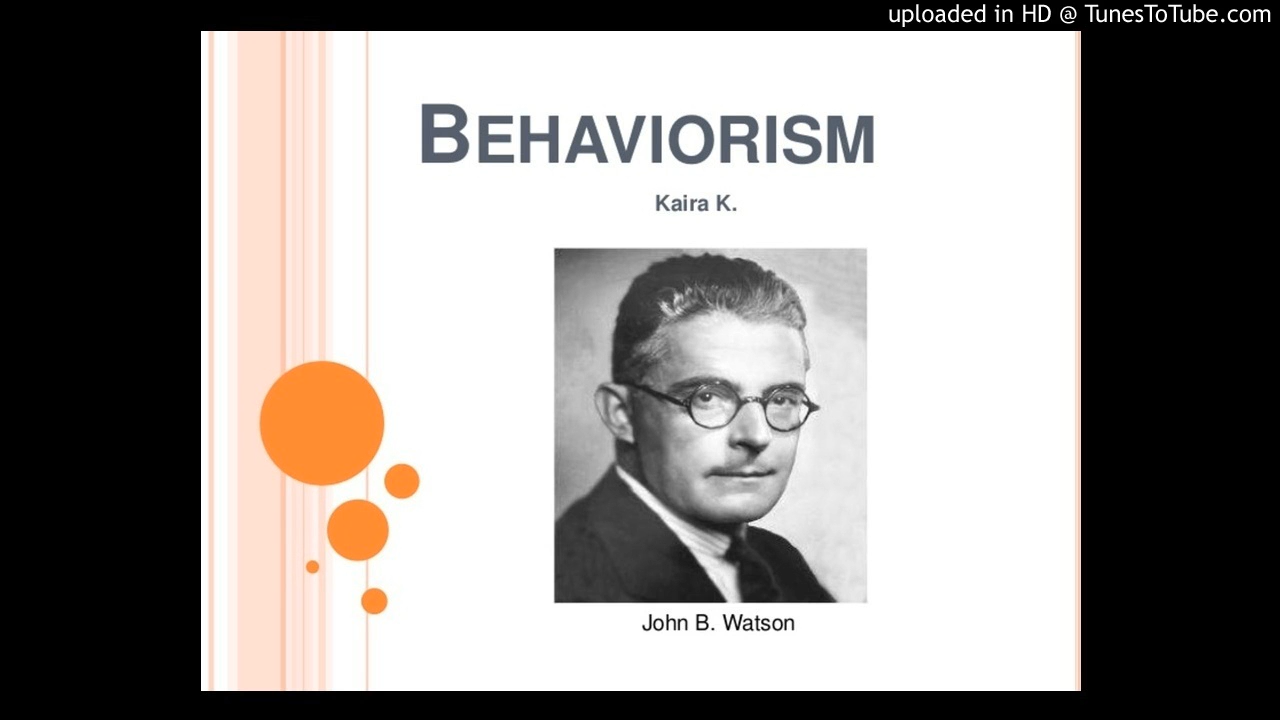 uploaded in HD @ TunesToTube.com
BEHAVIORISM
Kaira K.
John B. Watson